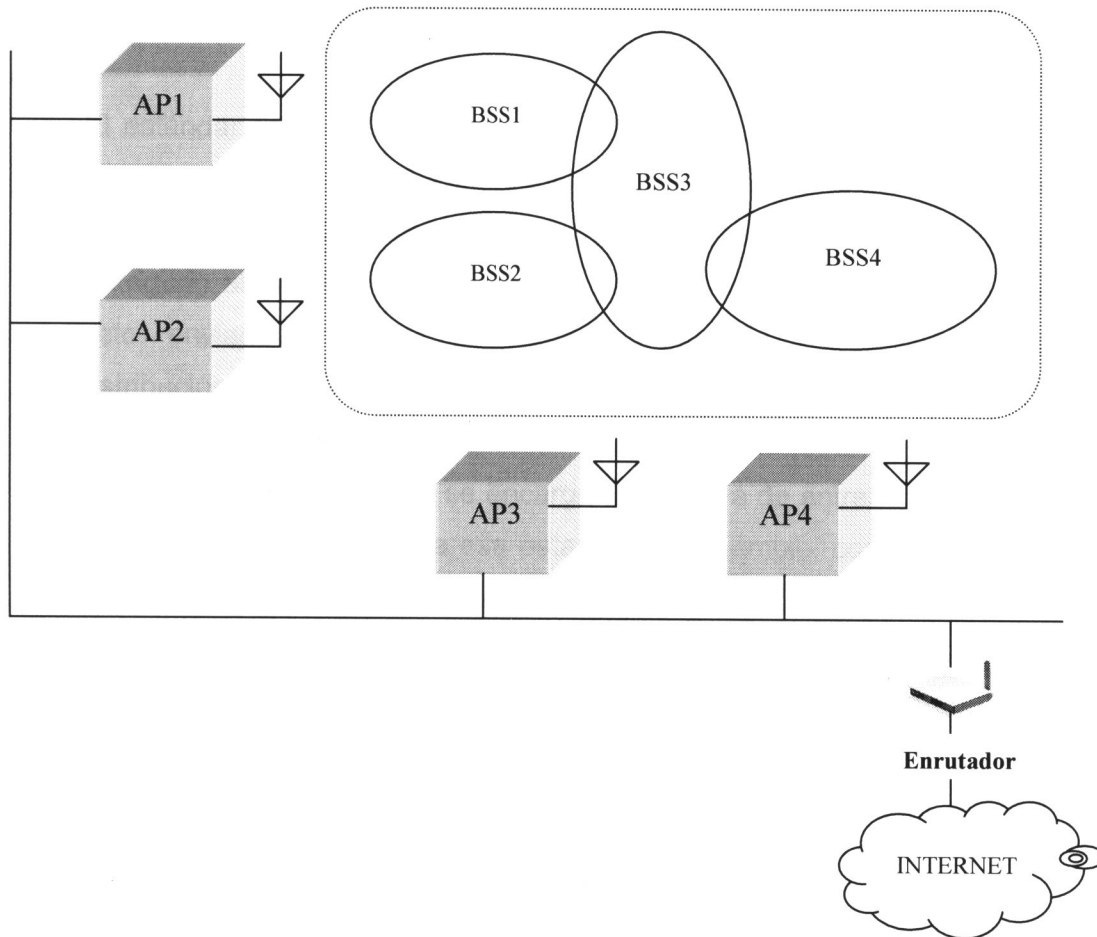 AP1
BSS1
BSS3
BSS2
BSS4
AP2
AP3
AP4
Enrutador
INTERNET